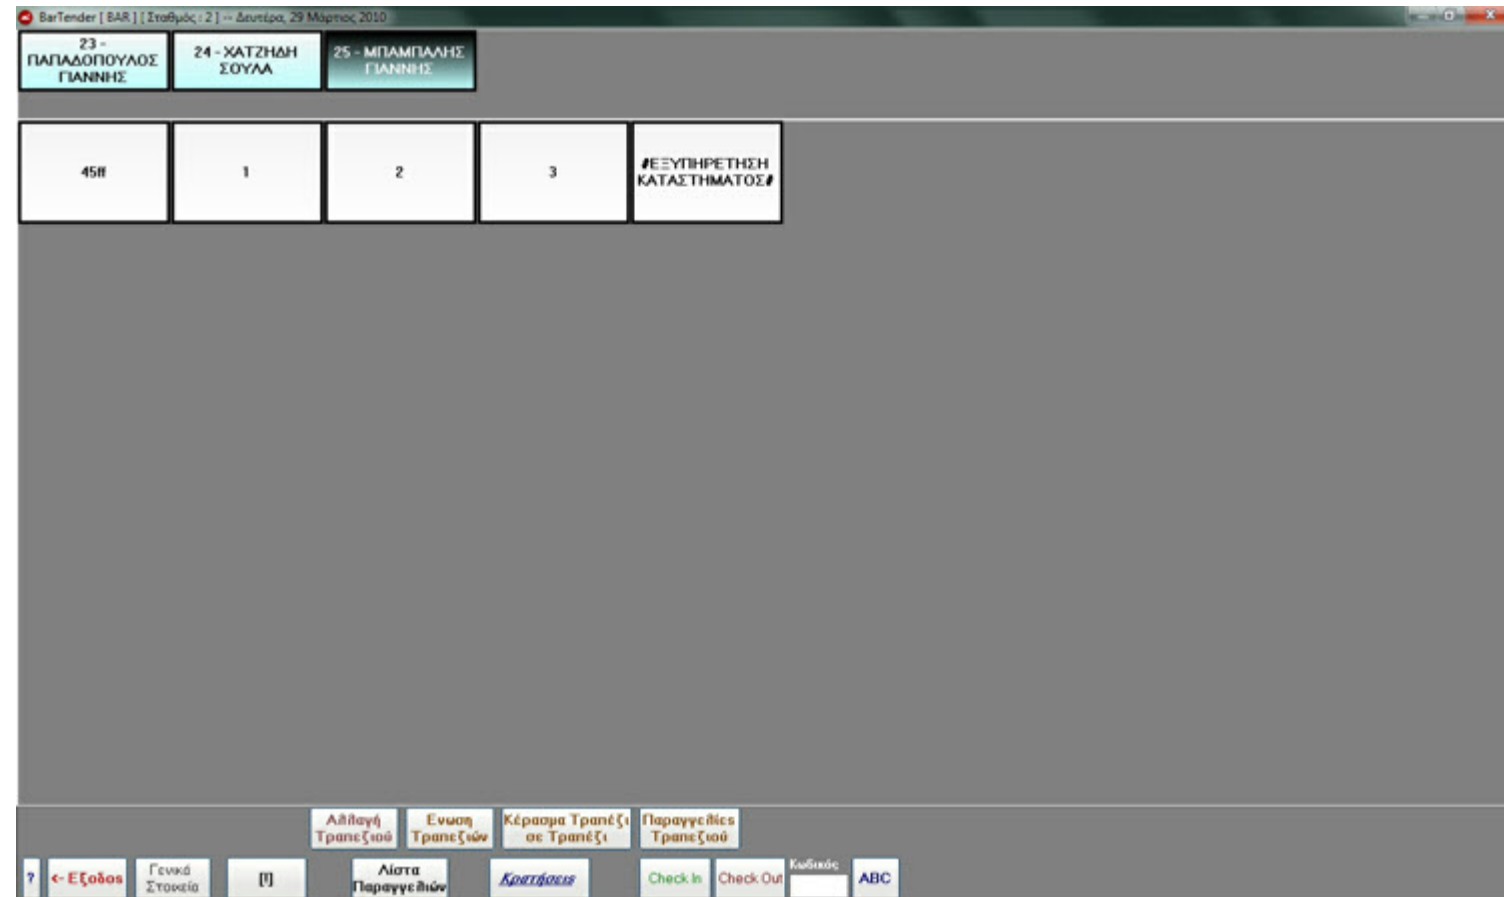 BarTender [ BAR ] [ Σταθμός : 2 ] -- Δευτέρα, 29 Μάρτιος 2010
23 -
ΠΑΠΑΔΟΠΟΥΛΟΣ
ΓΙΑΝΝΗΣ
24 - ΧΑΤΖΗΔΗ
ΣΟΥΛΑ
25 - ΜΠΑΜΠΑΛΗΣ
ΓΙΑΝΝΗΣ
45ff
1
2
3
#ΕΞΥΠΗΡΕΤΗΣΗ
ΚΑΤΑΣΤΗΜΑΤΟΣ#
Αλλαγή
Τραπεζιού
Ενωση
Τραπεζιών
Κέρασμα Τραπέζι
σε Τραπέζι
Παραγγελίες
Τραπεζιού
?
<- Εξοδος
Γενικά
Στοιχεία
[!]
Λίστα
Παραγγελιών
Κρατήσεις
Check In
Check Out
Κωδικός
ABC